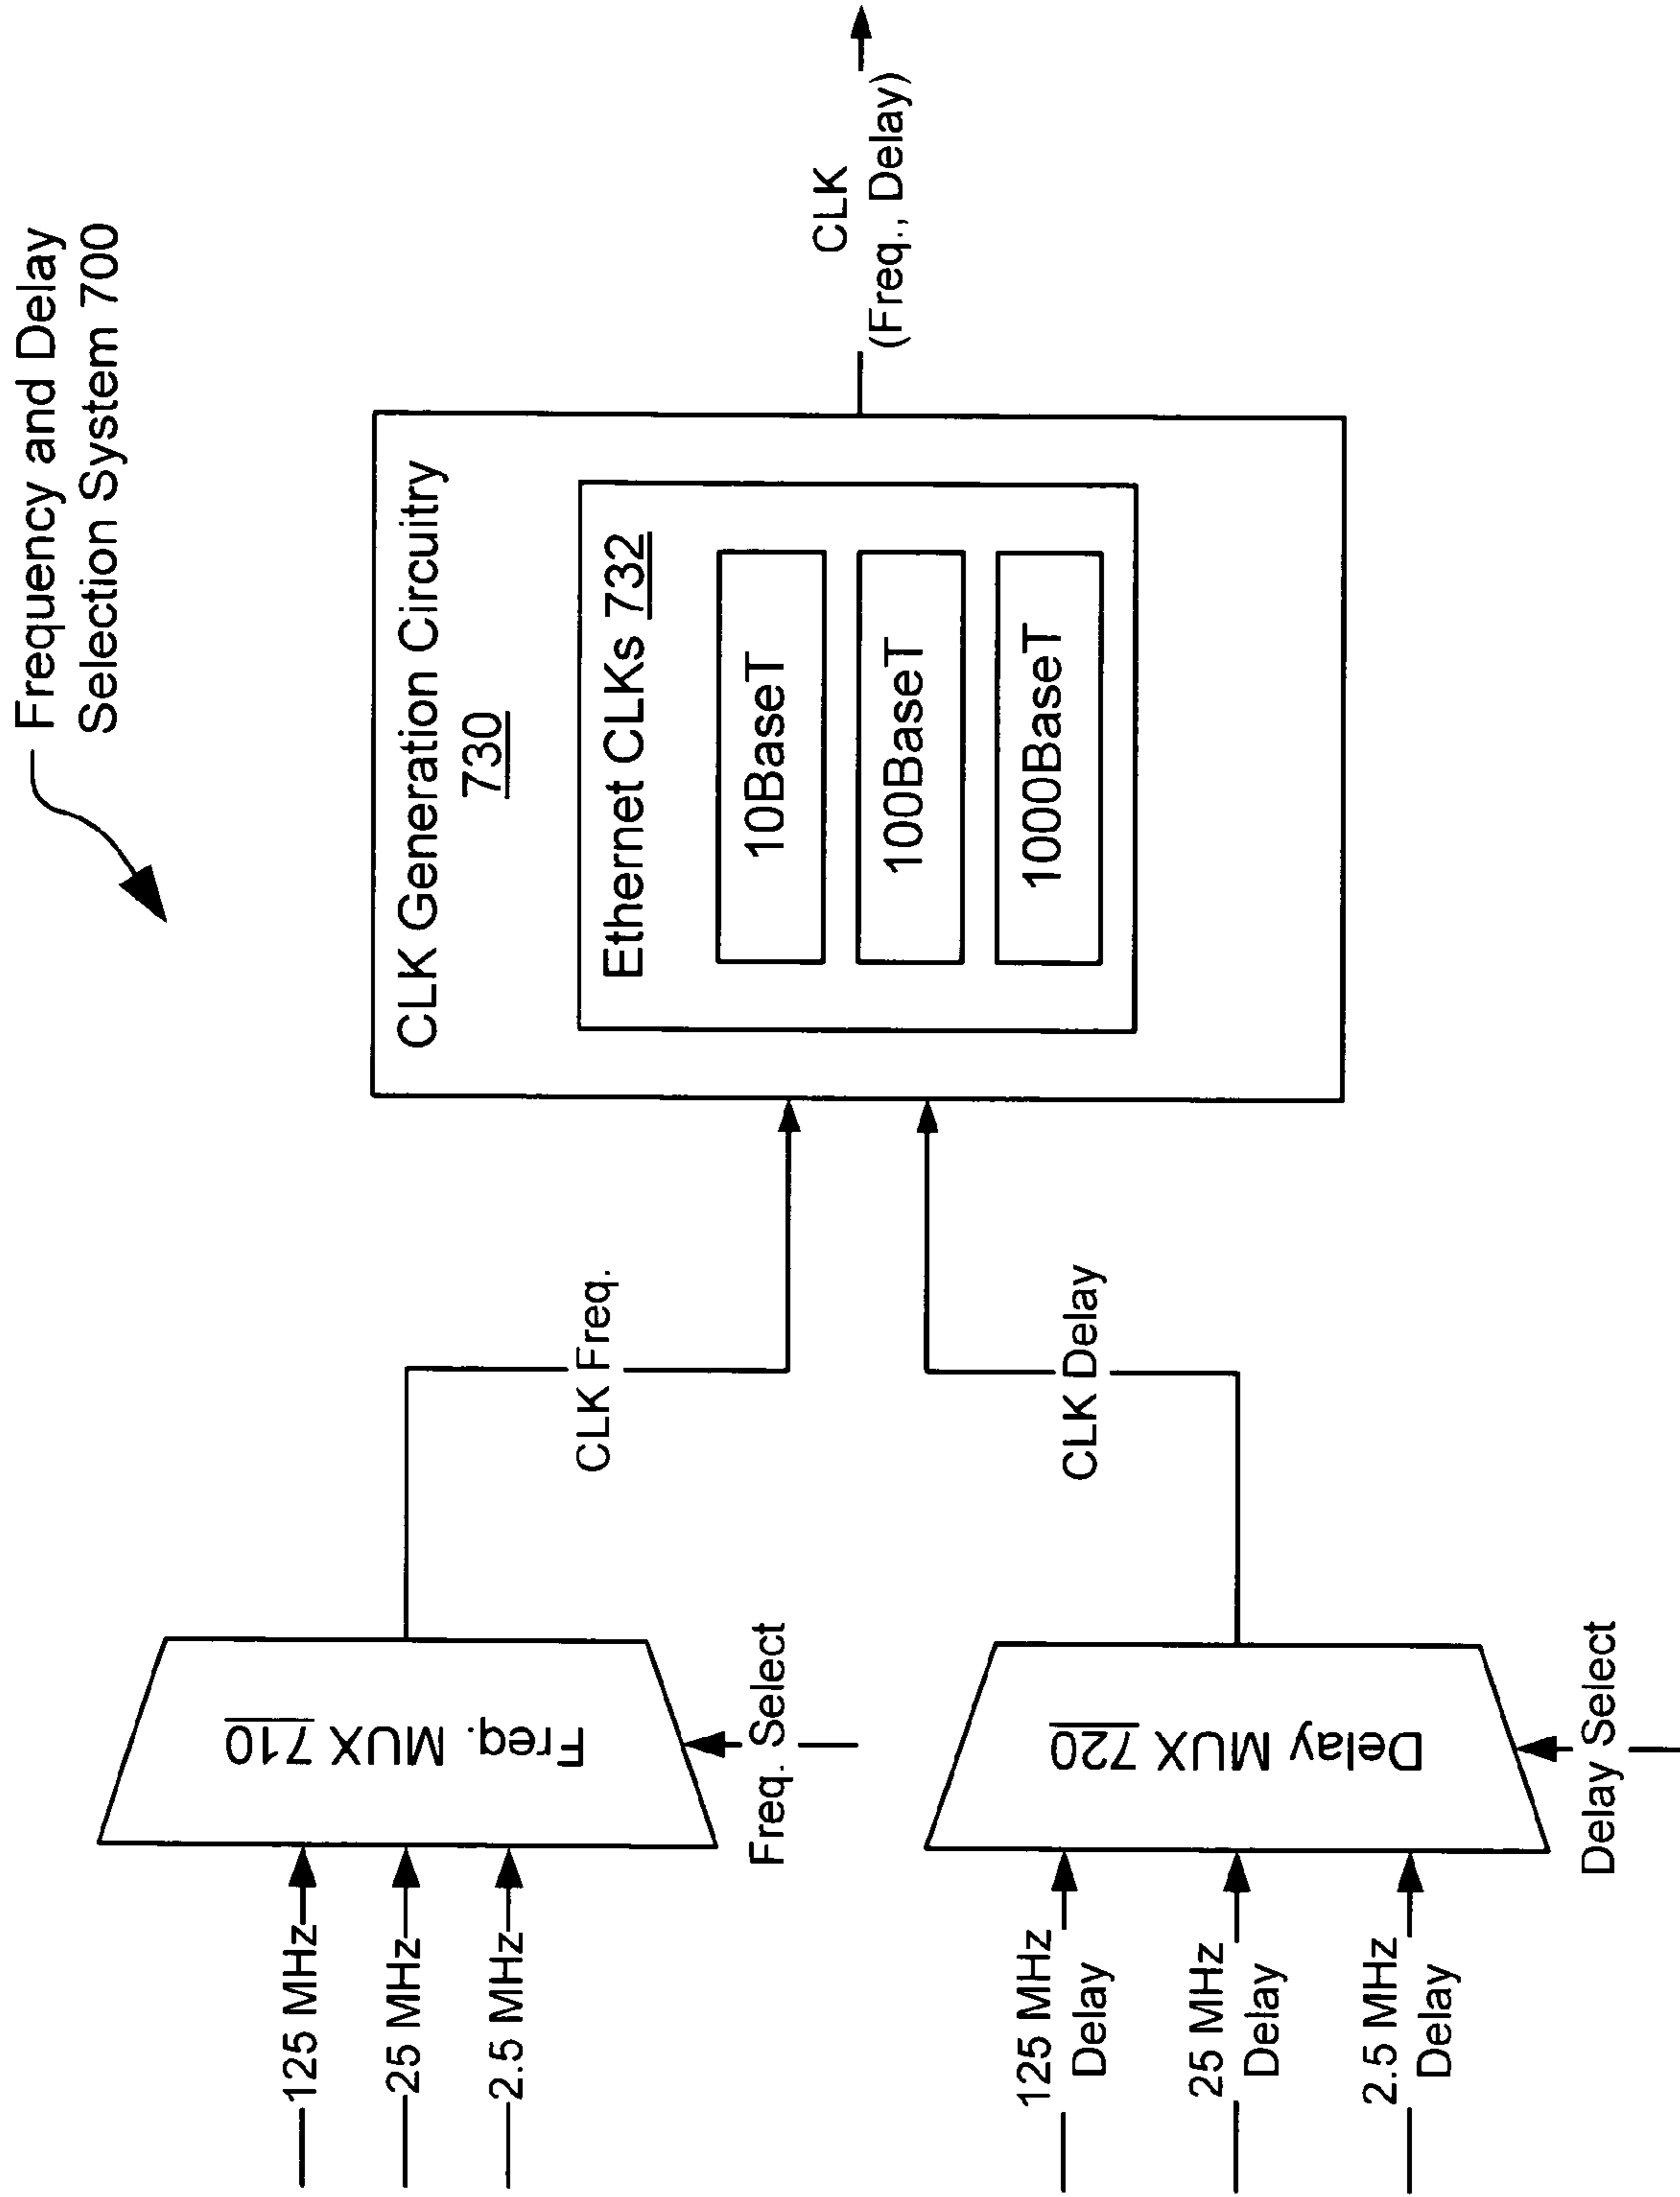 Frequency and Delay
Selection System 700
125 MHz
25 MHz
2.5 MHz
Freq. MUX 710
Freq. Select
CLK Freq.
125 MHz
Delay
25 MHz
Delay
2.5 MHz
Delay
Delay MUX 720
Delay Select
CLK Delay
CLK Generation Circuitry
730
Ethernet CLKs 732
10BaseT
100BaseT
1000BaseT
CLK
(Freq., Delay)